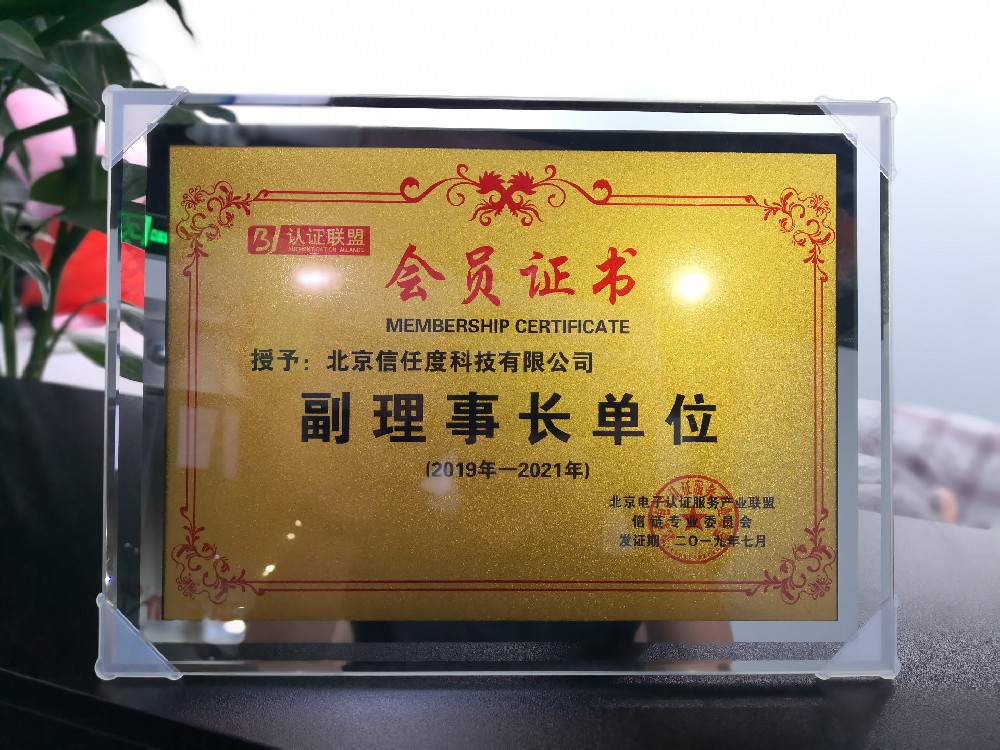 BJ 认证联盟
AUTHENTICATION ALLIANCE
会员证书
MEMBERSHIP CERTIFICATE
授予：北京信任度科技有限公司
副理事长单位
(2019年—2021年)
北京电子认证服务产业联盟
信链专业委员会
发证期：二〇一九年七月